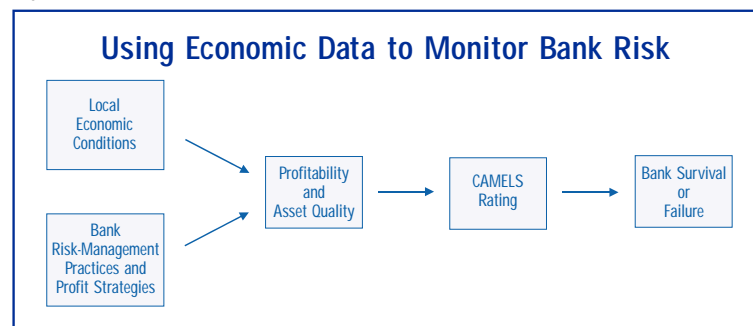 Using Economic Data to Monitor Bank Risk
Local
Economic
Conditions
Bank
Risk-Management
Practices and
Profit Strategies
Profitability
and
Asset Quality
CAMELS
Rating
Bank Survival
or
Failure